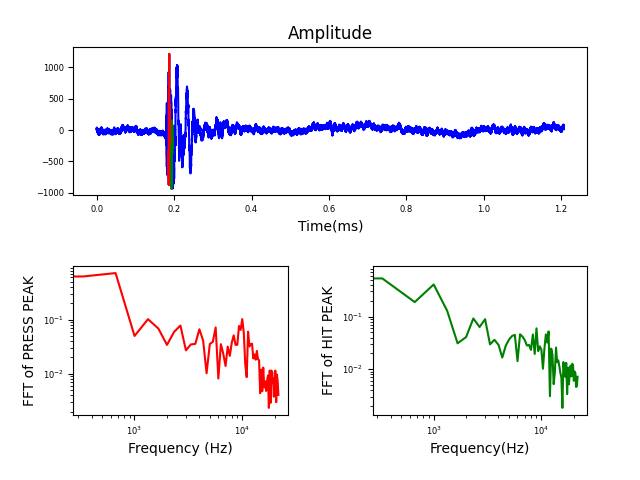 Amplitude
1000
500
0
−500
−1000
0.0 0.2 0.4 0.6 0.8 1.0 1.2
Time(ms)
FFT of PRESS PEAK
10⁻¹
10⁻²
10³ 10⁴
Frequency (Hz)
FFT of HIT PEAK
10⁻¹
10⁻²
10³ 10⁴
Frequency(Hz)